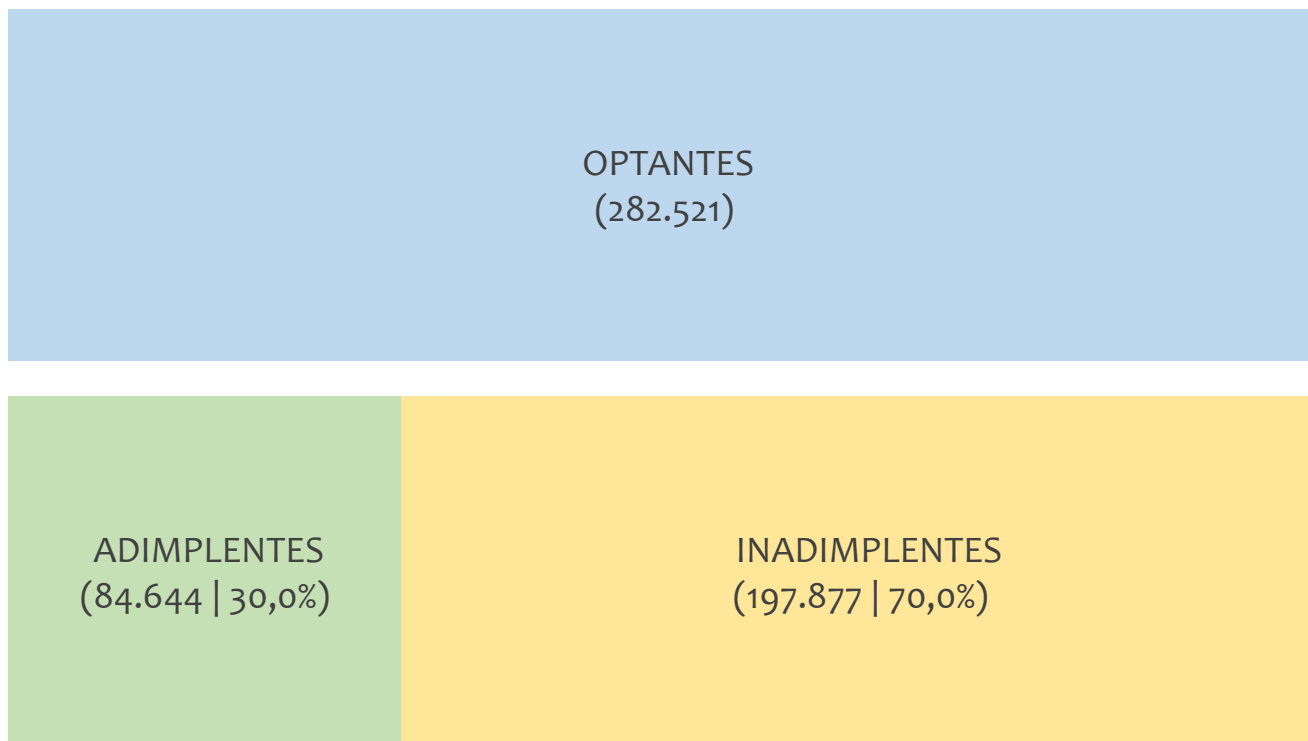 OPTANTES
(282.521)
ADIMPLENTES
(84.644 | 30,0%)
INADIMPLENTES
(197.877 | 70,0%)